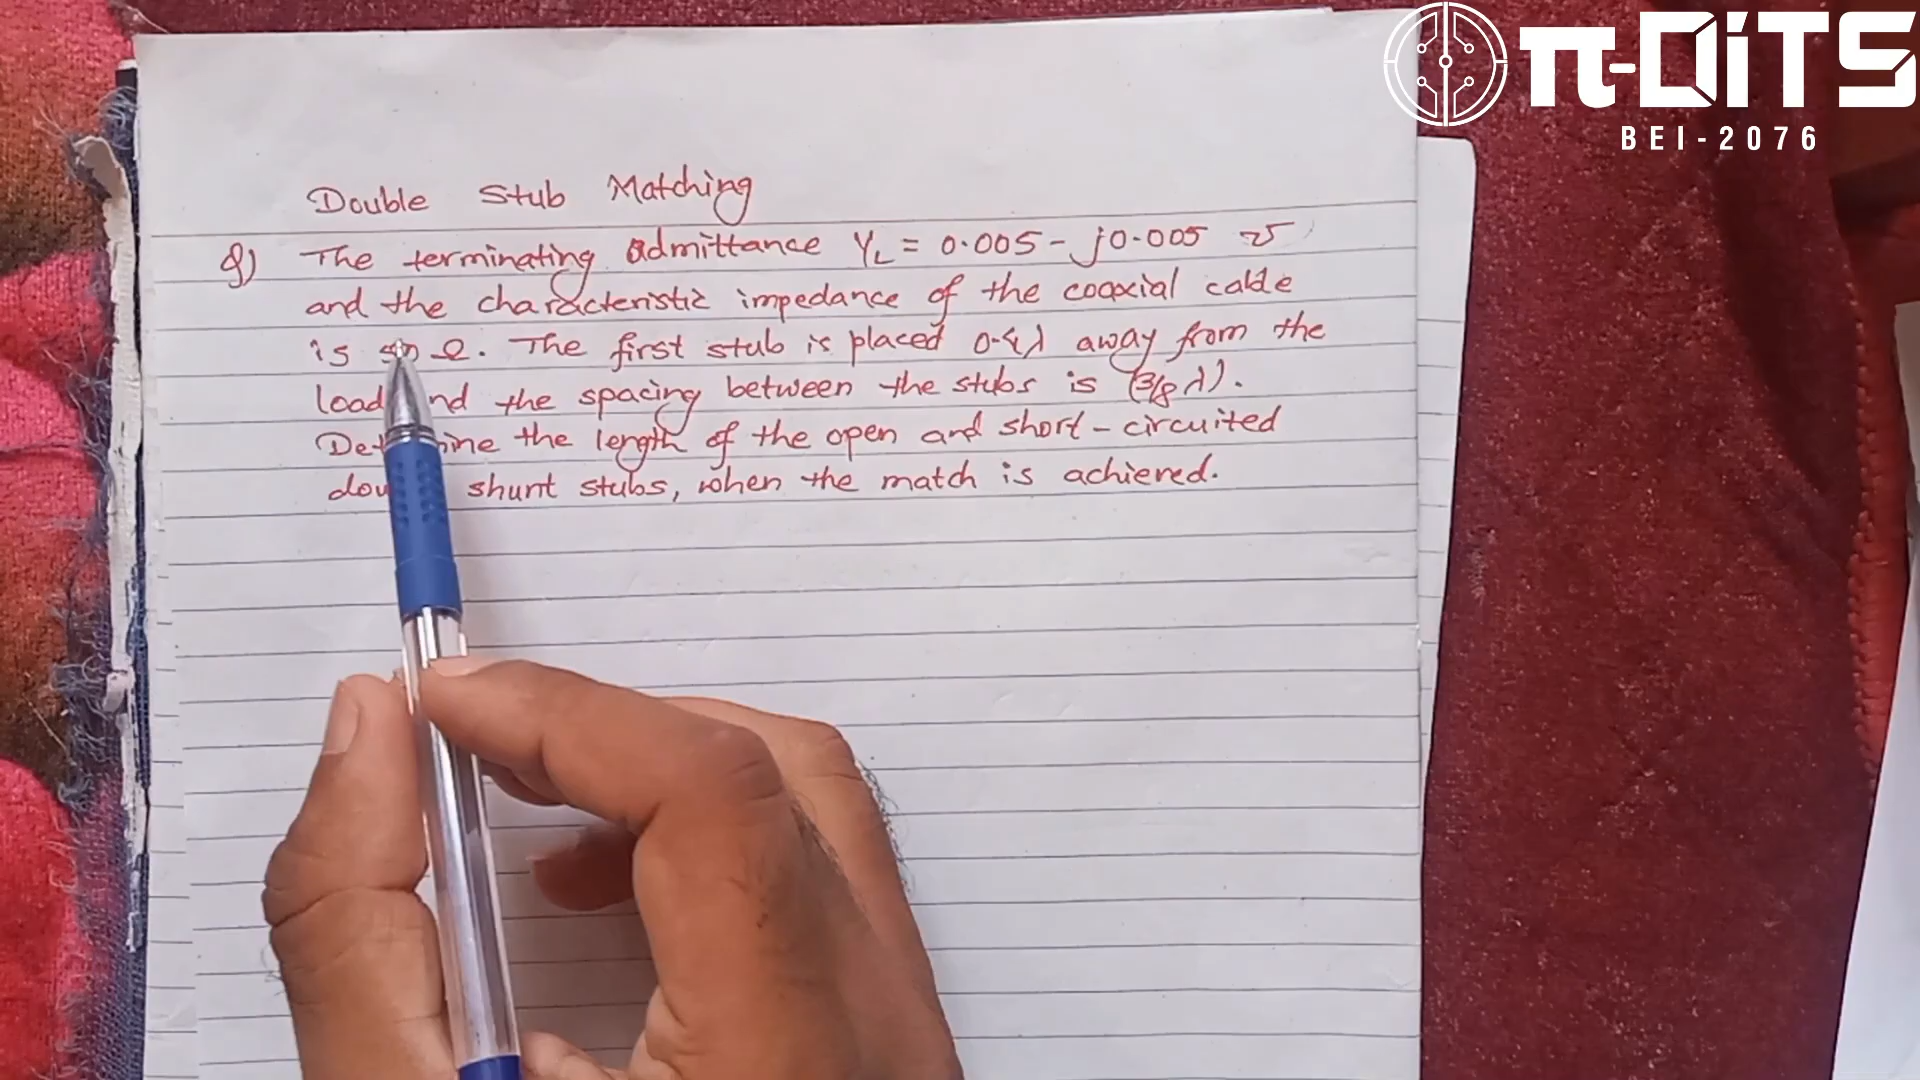 π-DiTS
BEI-2076
Double Stub Matching
Q) The terminating admittance YL = 0.005 - j0.005 ℧
and the characteristic impedance of the coaxial cable
is Ω. The first stub is placed 0.4λ away from the
load and the spacing between the stubs is (3/8 λ).
the length of the open and short-circuited
shunt stubs, when the match is achieved.